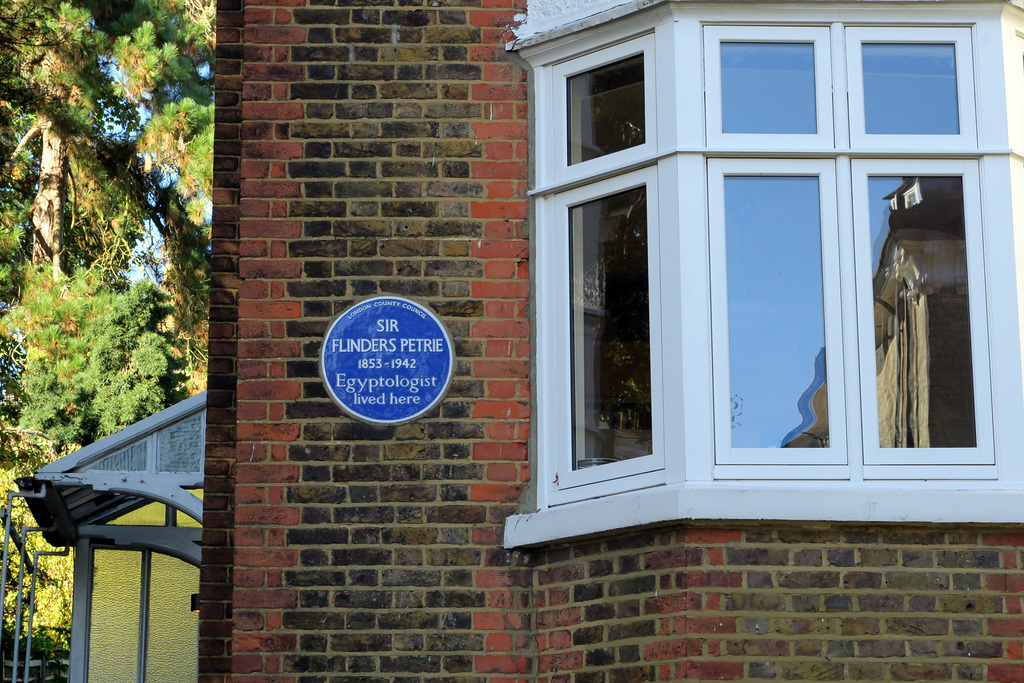 LONDON COUNTY COUNCIL
SIR
FLINDERS PETRIE
1853-1942
Egyptologist
lived here